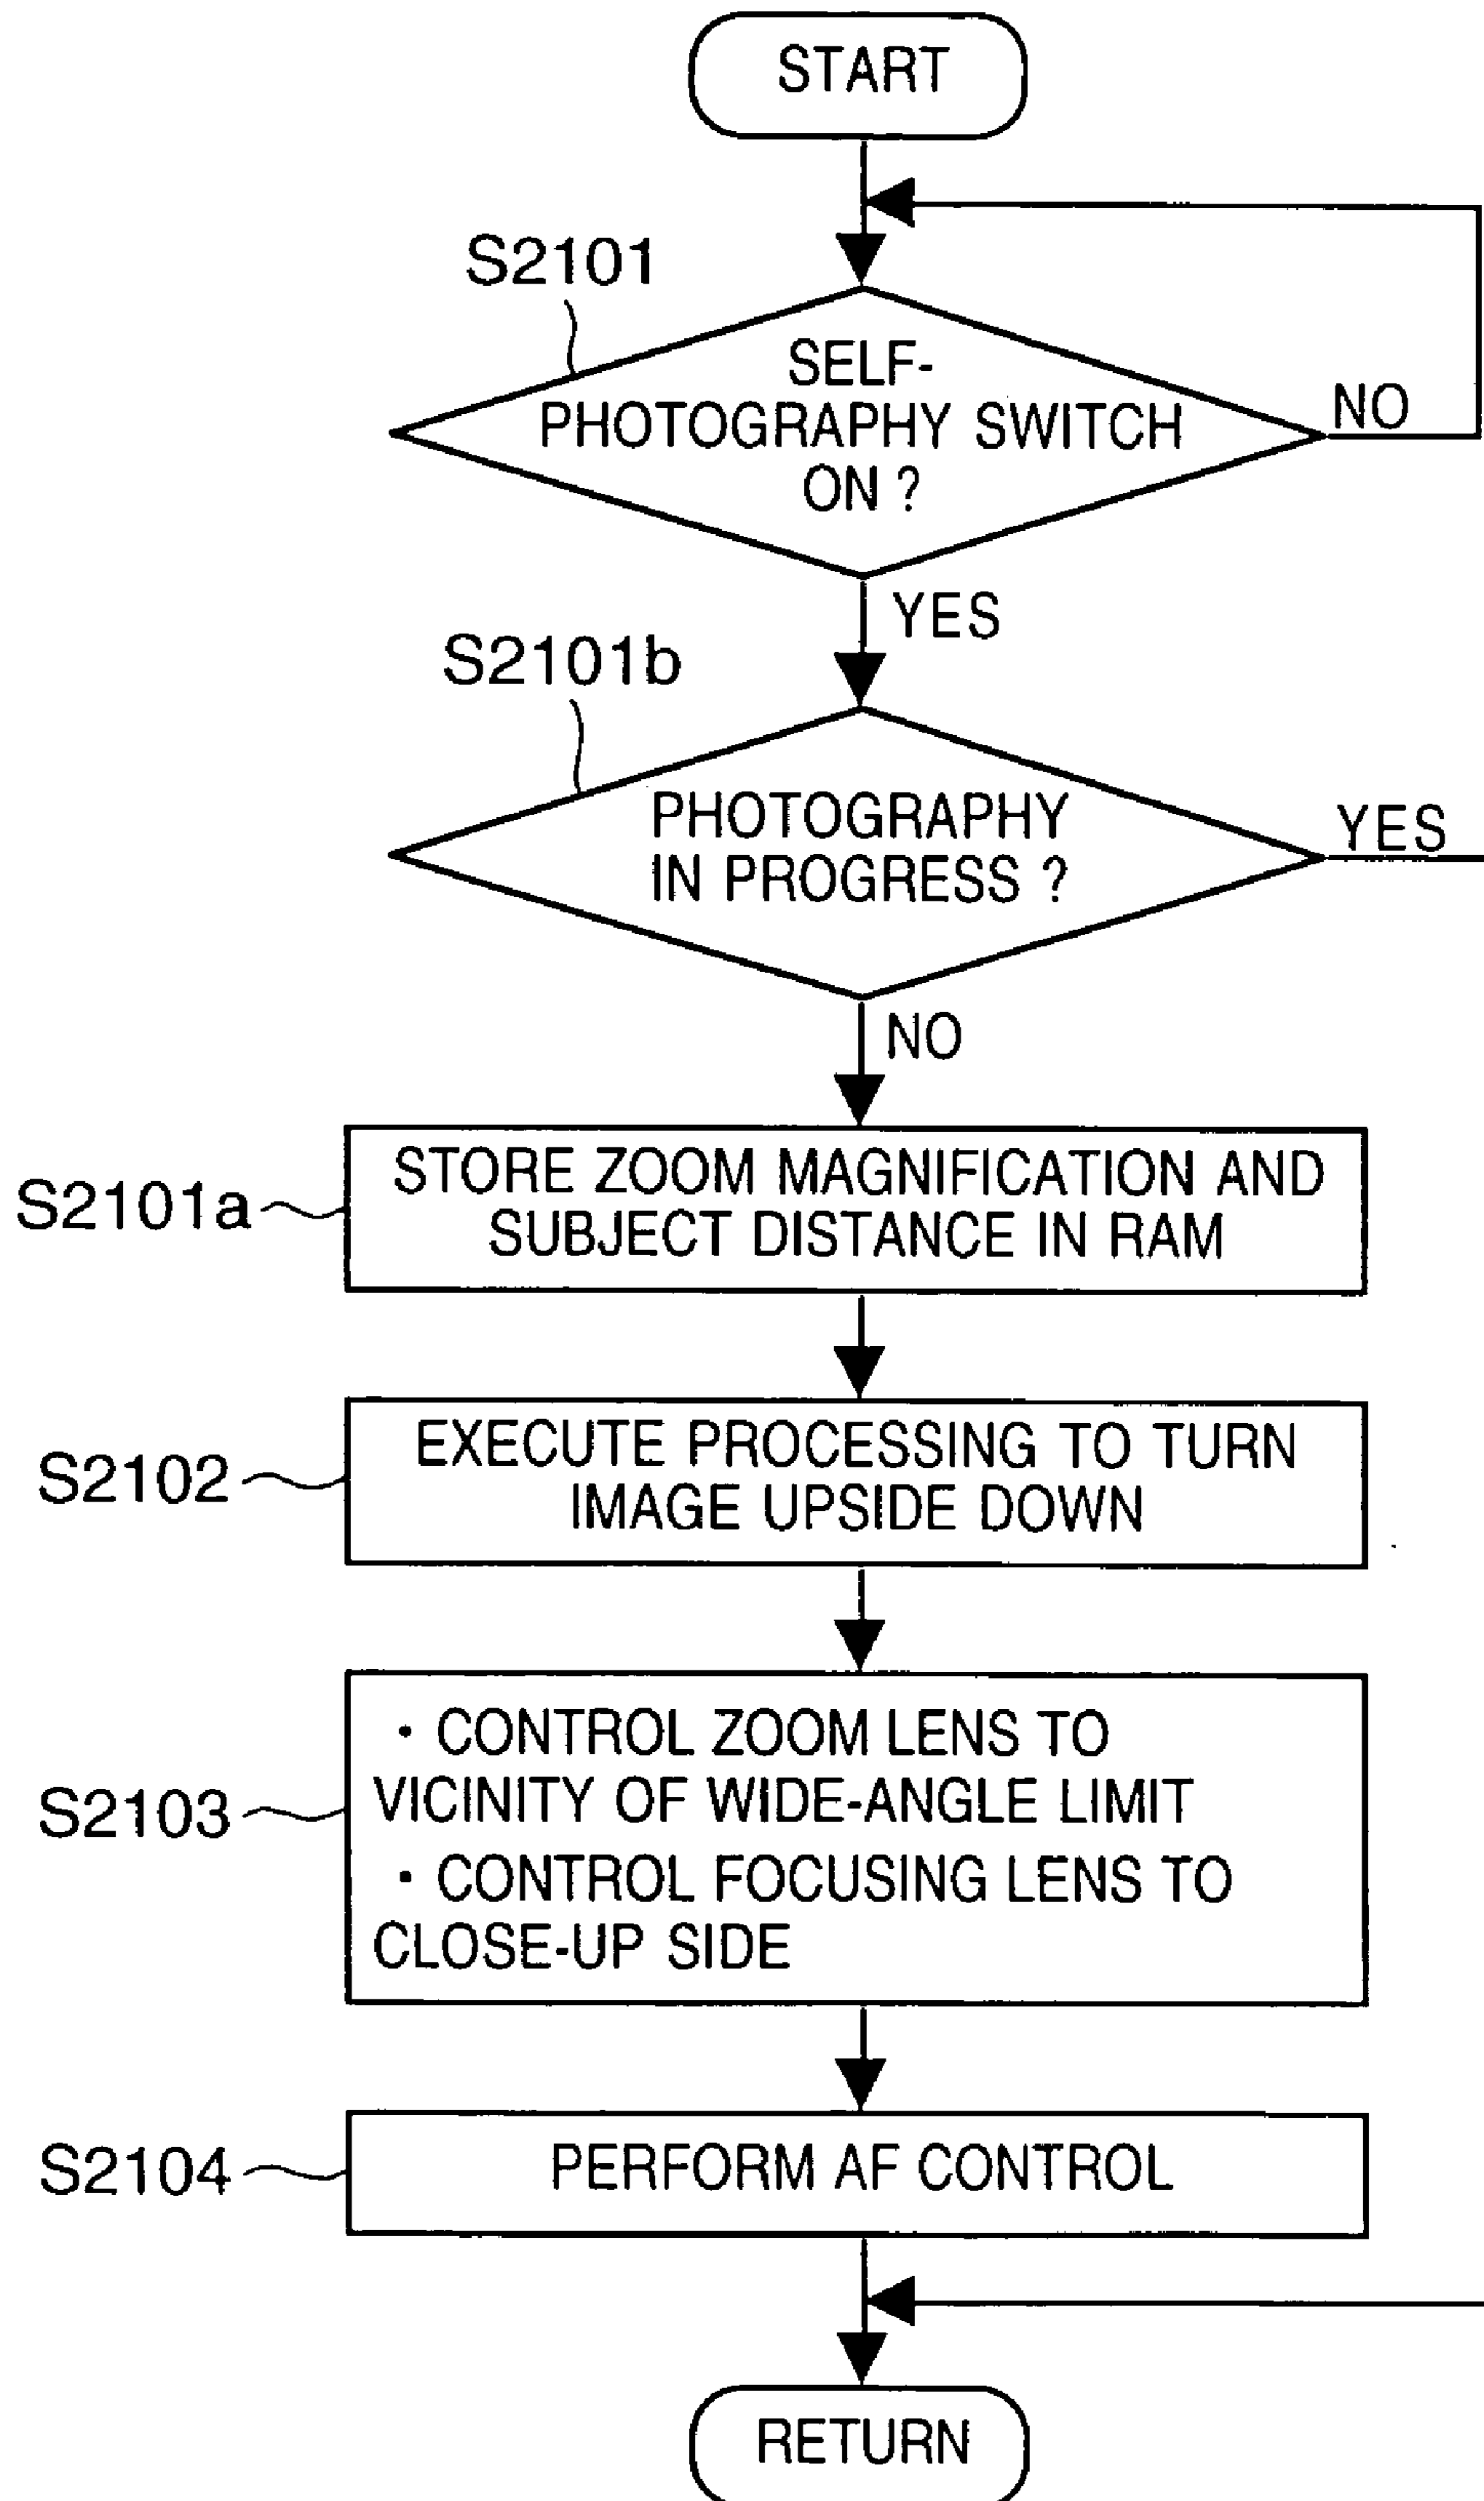 START
S2101
SELF-
PHOTOGRAPHY SWITCH
ON ?
NO
YES
S2101b
PHOTOGRAPHY
IN PROGRESS ?
YES
NO
S2101a
STORE ZOOM MAGNIFICATION AND
SUBJECT DISTANCE IN RAM
S2102
EXECUTE PROCESSING TO TURN
IMAGE UPSIDE DOWN
S2103
・CONTROL ZOOM LENS TO
VICINITY OF WIDE-ANGLE LIMIT
・CONTROL FOCUSING LENS TO
CLOSE-UP SIDE
S2104
PERFORM AF CONTROL
RETURN